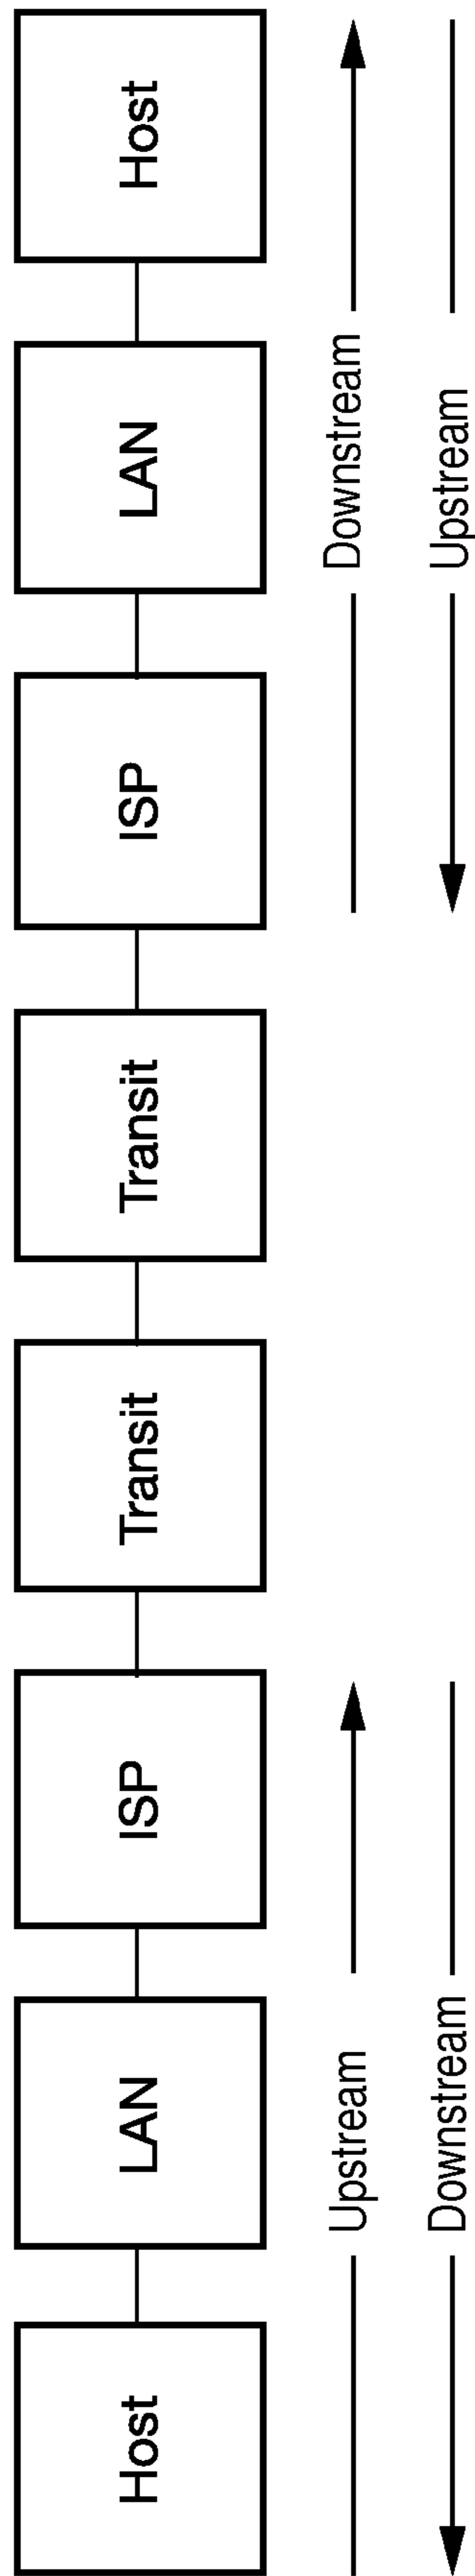 Host
LAN
ISP
Transit
Transit
ISP
LAN
Host
Upstream
Downstream
Downstream
Upstream